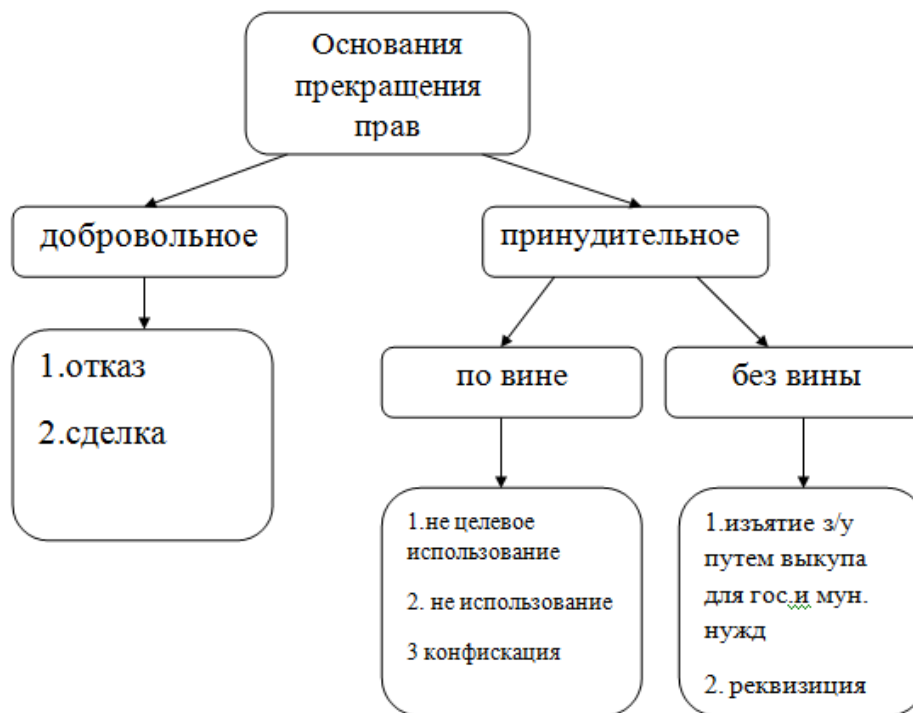 Основания
прекращения
прав
добровольное
принудительное
1.отказ
2.сделка
по вине
без вины
1.не целевое
использование
2. не использование
3 конфискация
1.изъятие з/у
путем выкупа
для гос.и мун.
нужд
2. реквизиция